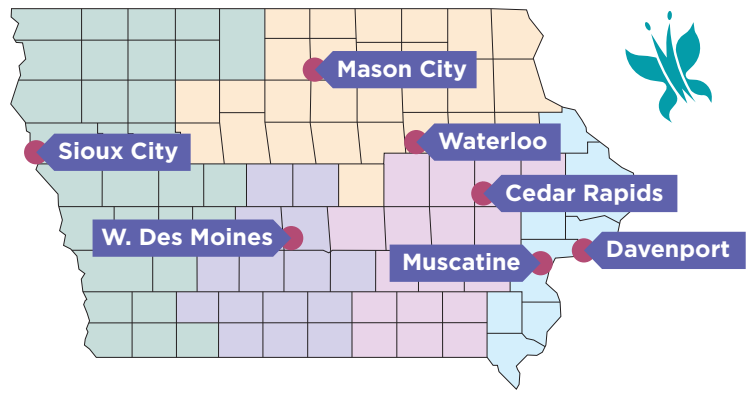 Mason City
Waterloo
Sioux City
Cedar Rapids
W. Des Moines
Davenport
Muscatine